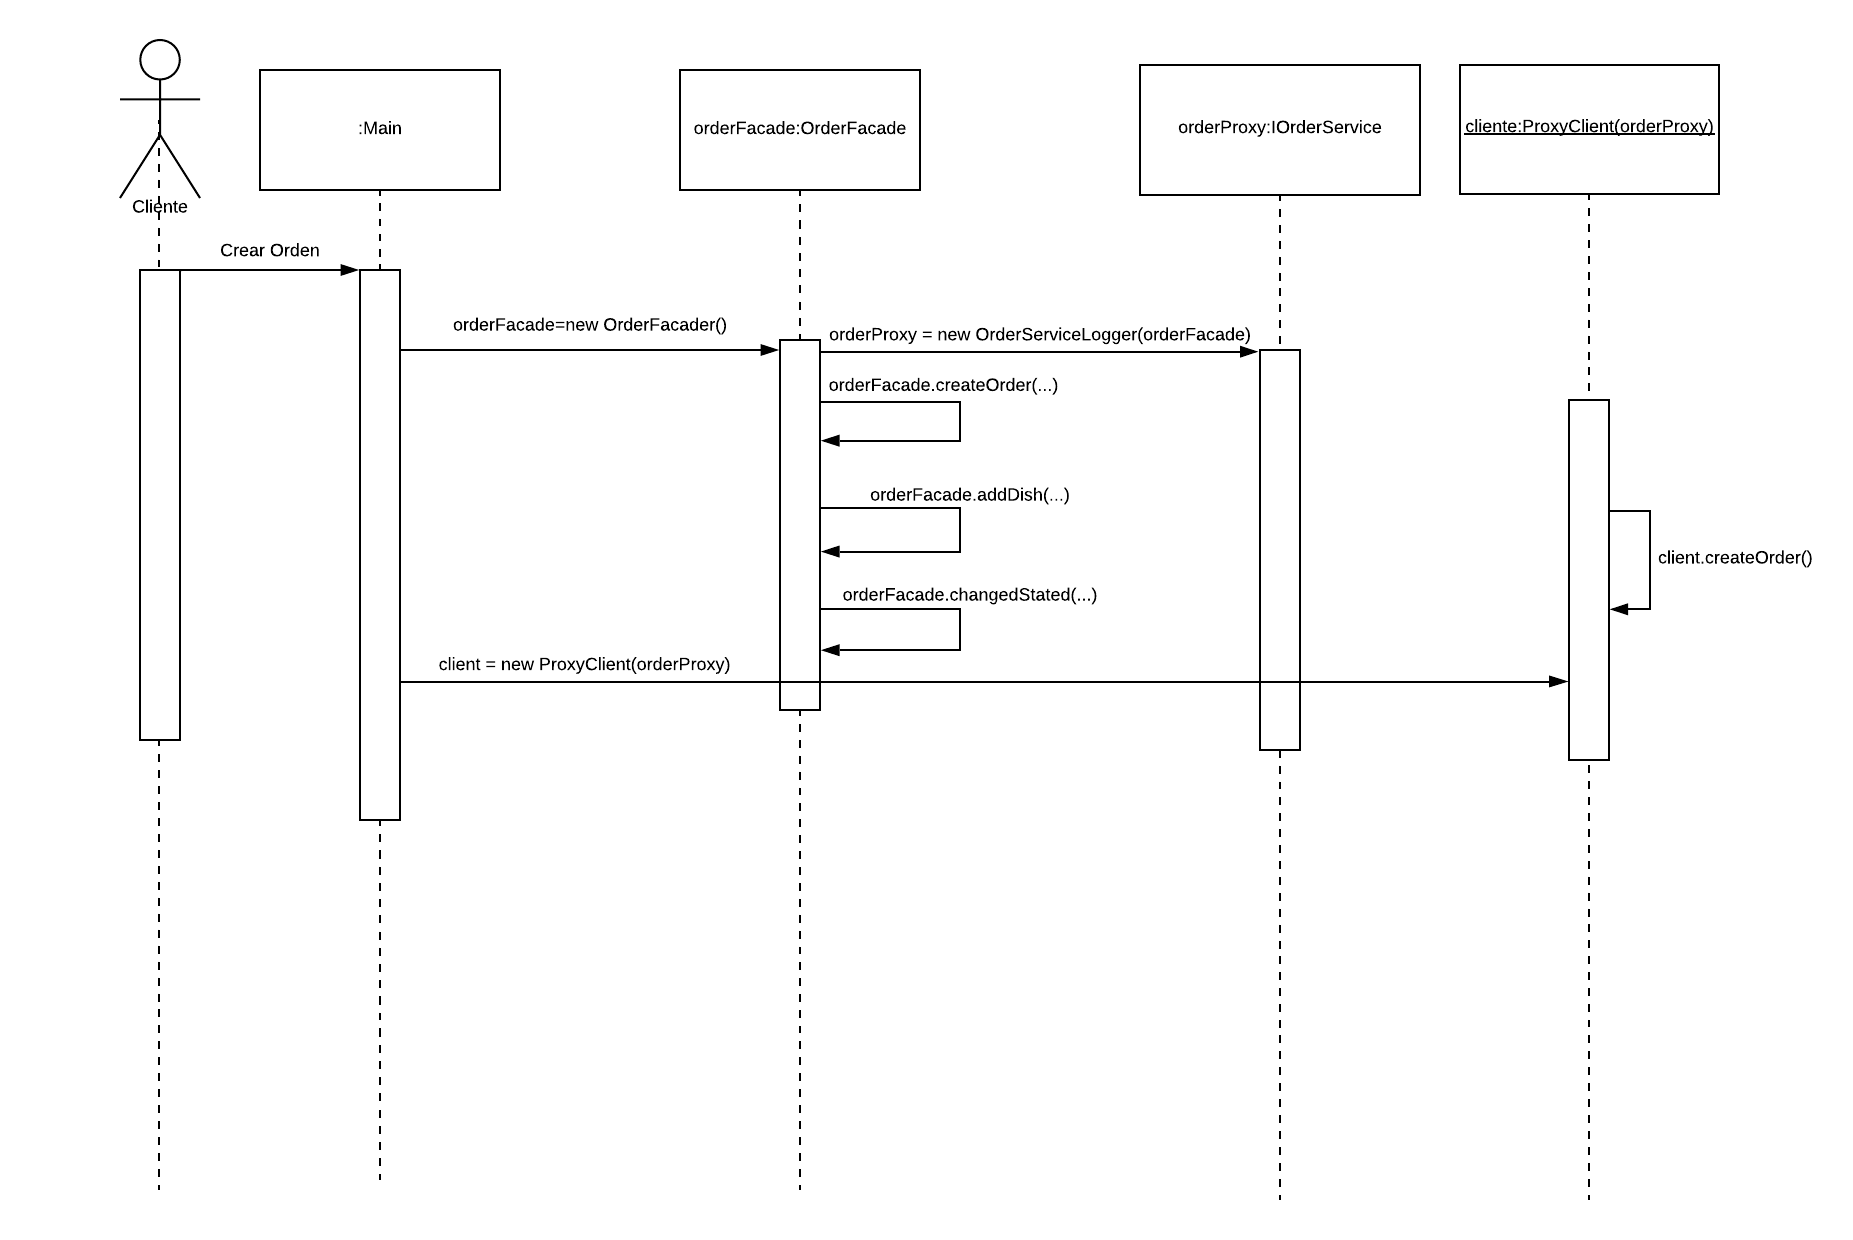 Cliente
:Main
orderFacade:OrderFacade
orderProxy:IOrderService
cliente:ProxyClient(orderProxy)
Crear Orden
orderFacade=new OrderFacader()
orderProxy = new OrderServiceLogger(orderFacade)
orderFacade.createOrder(...)
orderFacade.addDish(...)
client.createOrder()
orderFacade.changedStated(...)
client = new ProxyClient(orderProxy)